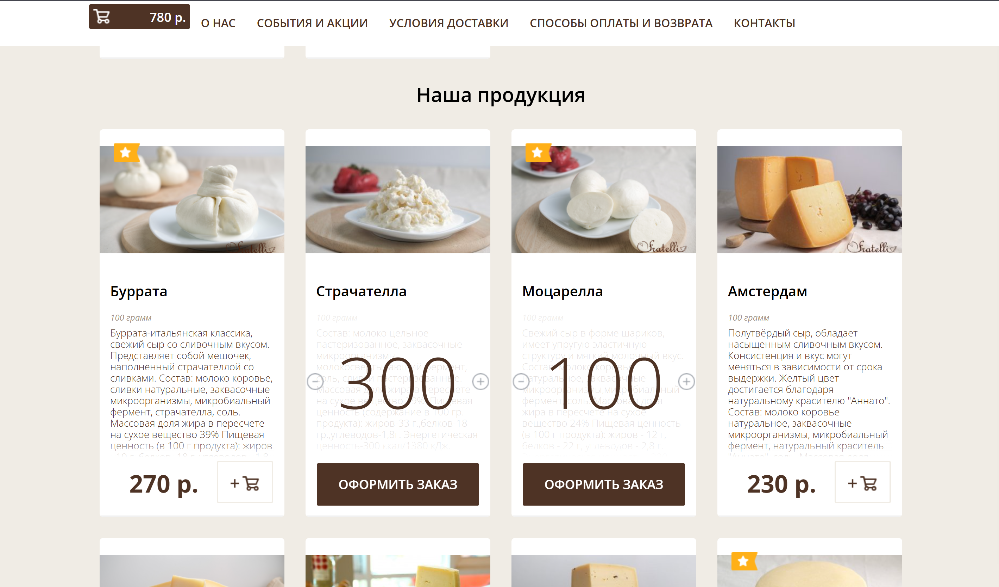 780 р.
О НАС
СОБЫТИЯ И АКЦИИ
УСЛОВИЯ ДОСТАВКИ
СПОСОБЫ ОПЛАТЫ И ВОЗВРАТА
КОНТАКТЫ
Наша продукция
Fratelli
Буррата
100 грамм
Буррата-итальянская классика,
свежий сыр со сливочным вкусом.
Представляет собой мешочек,
наполненный страчателлой со
сливками. Состав: молоко коровье,
сливки натуральные, заквасочные
микроорганизмы, микробиальный
фермент, страчателла, соль.
Массовая доля жира в пересчете
на сухое вещество 39% Пищевая
ценность (в 100 г продукта): жиров
270 р.
+
Страчателла
100 грамм
Состав: молоко цельное
пастеризованное, заквасочные
микроорганизмы,
фермент,
соль, сливки пастеризованные.
Массовая доля жира в пересчете
на сухое вещество Пищевая
ценность (содержание в 100 гр.
продукта): жиров-33 г.,белков-18
гр.,углеводов-1,8г. Энергетическая
ценность-300 ккал/1380 кДж.
300
ОФОРМИТЬ ЗАКАЗ
Fratelli
Моцарелла
100 грамм
Свежий сыр в форме шариков,
имеет упругую эластичную
структуру и мягкий молочный вкус.
Состав: молоко коровье
натуральное, заквасочные
микроорганизмы,микробиальный
фермент, соль. Массовая доля
жира в пересчете на сухое
вещество 24% Пищевая ценность
(в 100 г продукта): жиров - 12 г,
белков - 22 г, углеводов - 2,8 г.
100
ОФОРМИТЬ ЗАКАЗ
Fratelli
Амстердам
100 грамм
Полутвёрдый сыр, обладает
насыщенным сливочным вкусом.
Консистенция и вкус могут
меняться в зависимости от срока
выдержки. Желтый цвет
достигается благодаря
натуральному красителю "Аннато".
Состав: молоко коровье
натуральное, заквасочные
микроорганизмы, микробиальный
фермент, натуральный краситель
230 р.
+